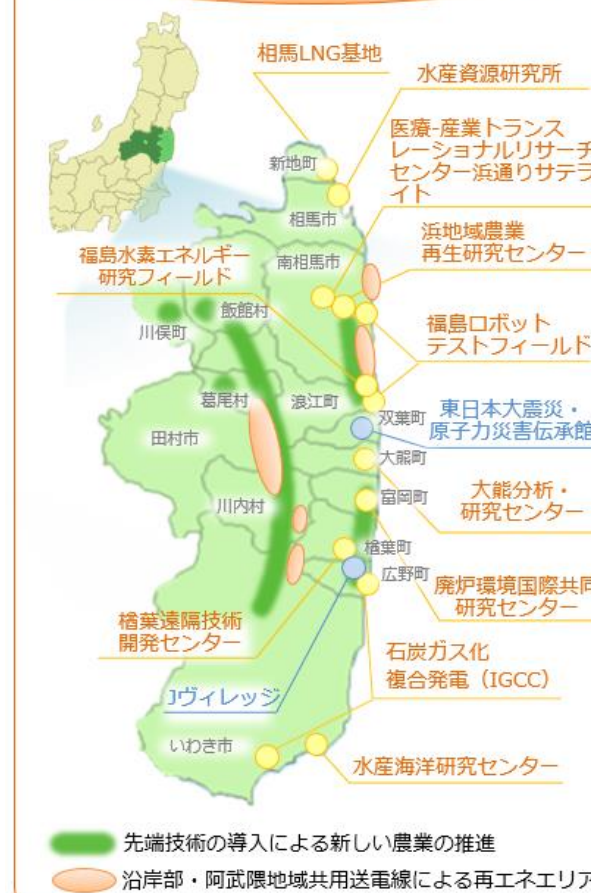 相馬LNG基地
水産資源研究所
医療-産業トランス
レーショナルリサーチ
センター浜通りサテラ
イト
新地町
相馬市
浜地域農業
再生研究センター
福島水素エネルギー
研究フィールド
南相馬市
飯館村
川俣町
福島ロボット
テストフィールド
葛尾村
浪江町
双葉町
東日本大震災・
原子力災害伝承館
田村市
大熊町
大熊分析・
研究センター
富岡町
川内村
楢葉町
広野町
廃炉環境国際共同
研究センター
楢葉遠隔技術
開発センター
石炭ガス化
複合発電（IGCC）
Jヴィレッジ
いわき市
水産海洋研究センター
先端技術の導入による新しい農業の推進
沿岸部・阿武隈地域共用送電線による再エネエリア